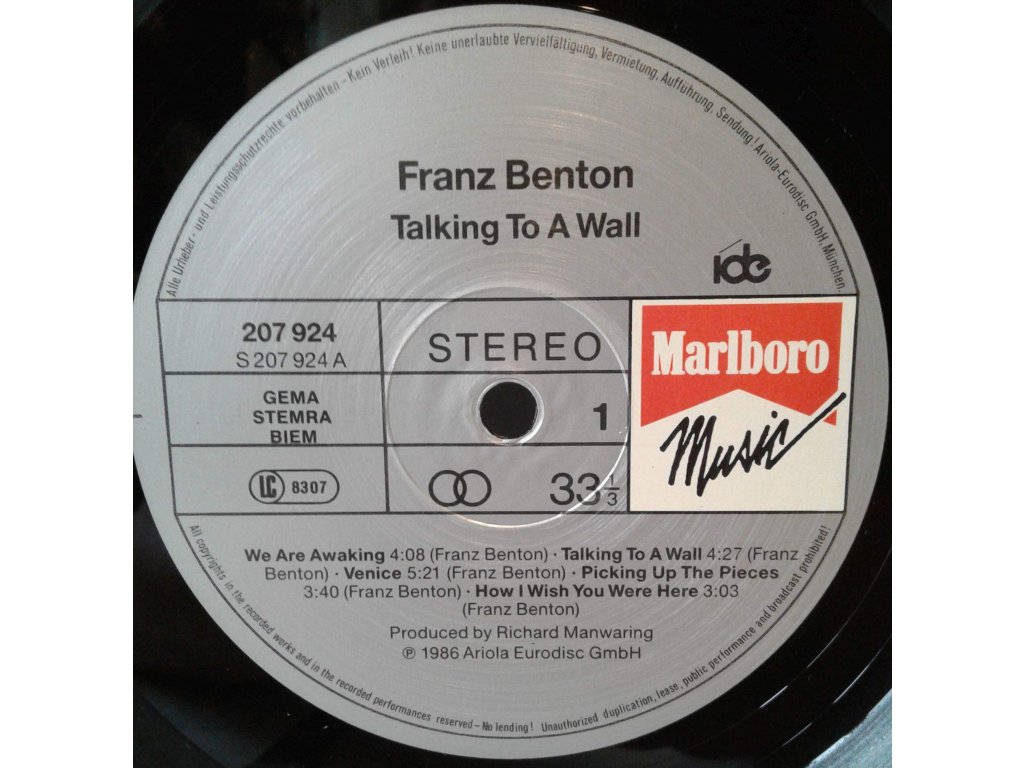 Alle Urheber- und Leistungsschutzrechte vorbehalten – Kein Verleih! Keine unerlaubte Vervielfältigung, Vermietung, Aufführung, Sendung! Ariola-Eurodisc GmbH, München.
Franz Benton
Talking To A Wall
ide
207 924
S 207 924 A
STEREO
Marlboro
Music
GEMA
STEMRA
BIEM
1
LC 8307
33 1/3
We Are Awaking 4:08 (Franz Benton) · Talking To A Wall 4:27 (Franz
Benton) · Venice 5:21 (Franz Benton) · Picking Up The Pieces
3:40 (Franz Benton) · How I Wish You Were Here 3:03
(Franz Benton)
Produced by Richard Manwaring
℗ 1986 Ariola Eurodisc GmbH
All copyrights in the recorded works and in the recorded performances reserved – No lending! Unauthorized duplication, lease, public performance and broadcast prohibited!